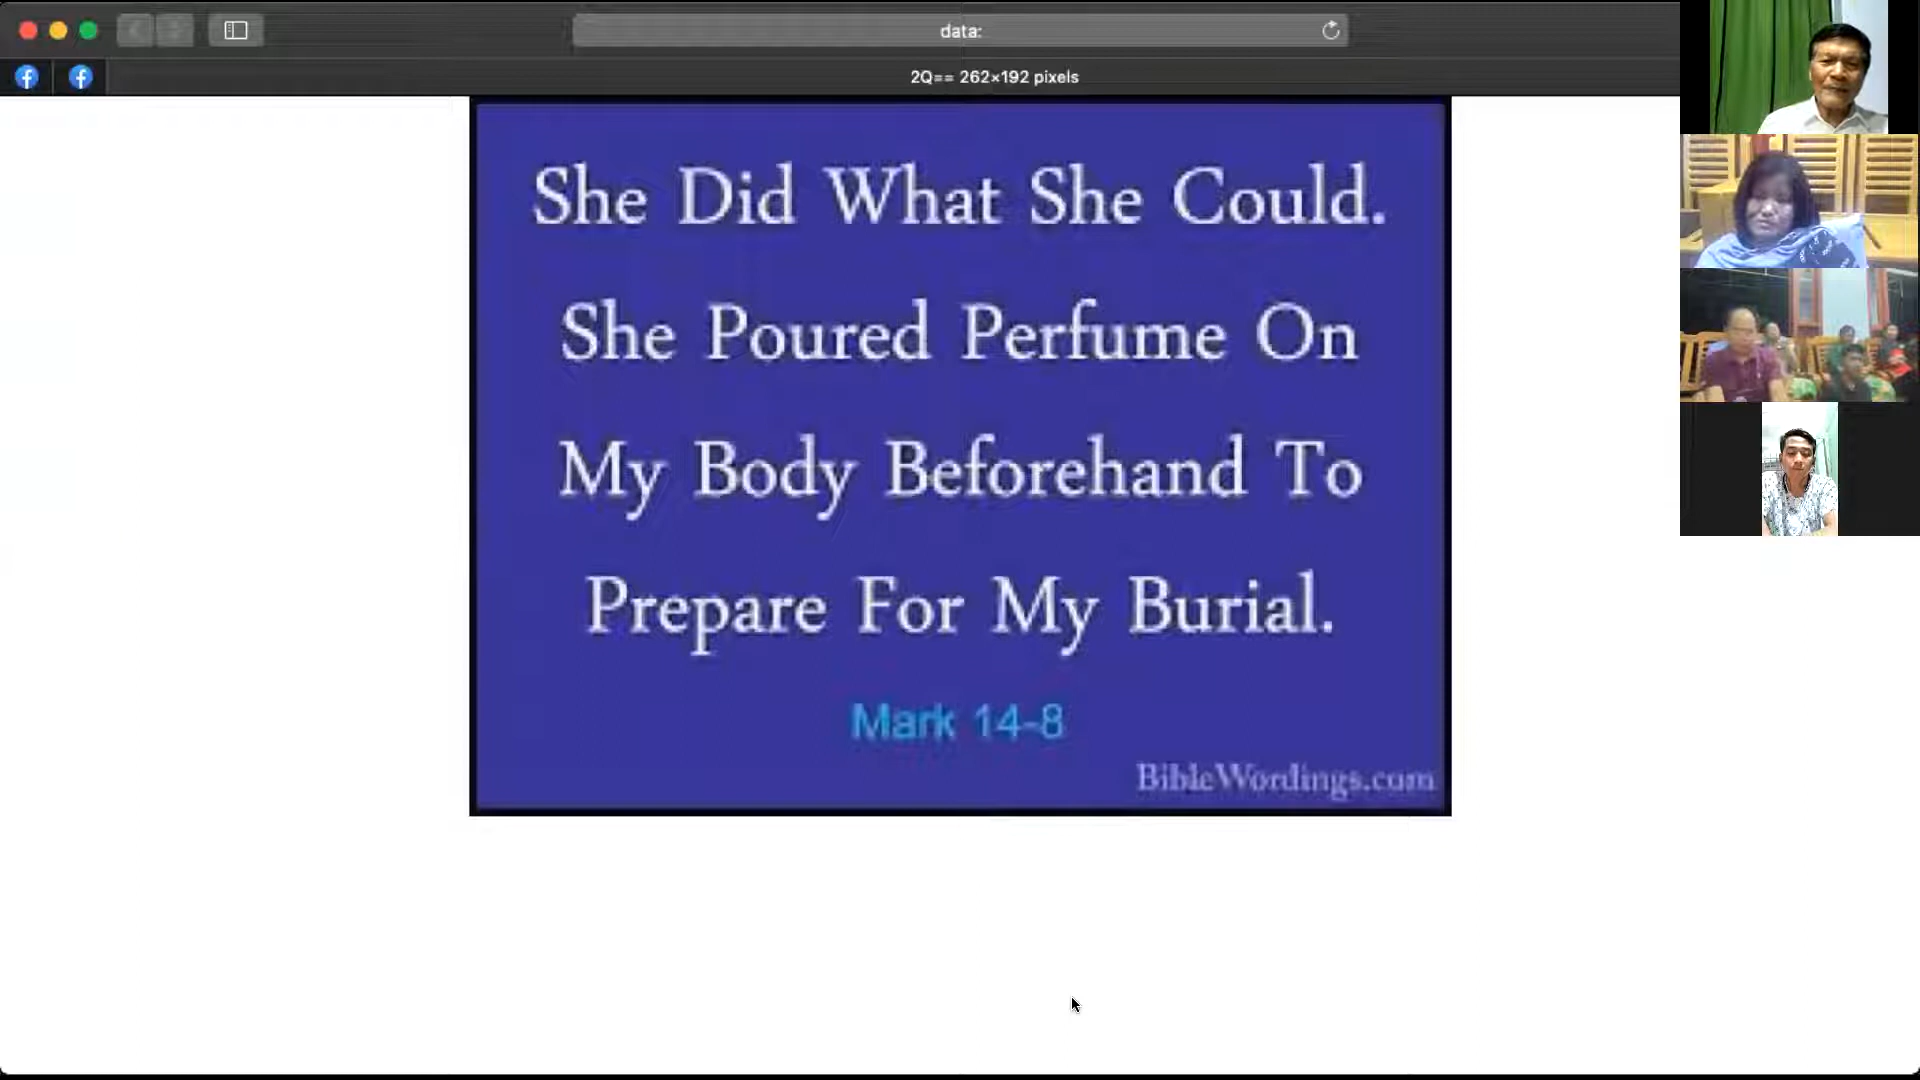 data:
2Q== 262×192 pixels
She Did What She Could.
She Poured Perfume On
My Body Beforehand To
Prepare For My Burial.
Mark 14-8
BibleWordings.com